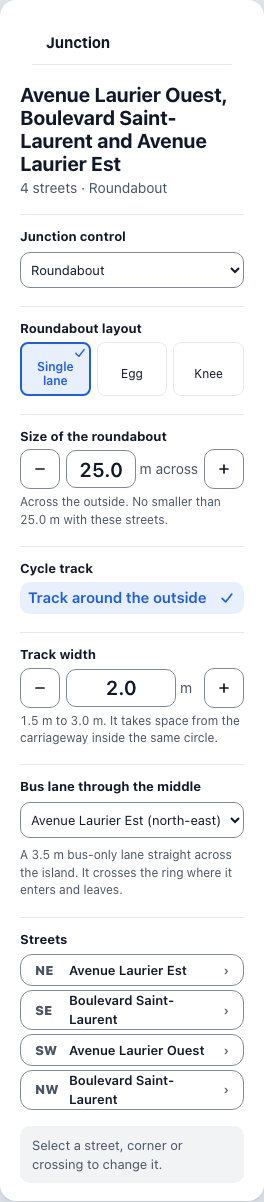 Junction
Avenue Laurier Ouest,
Boulevard Saint-
Laurent and Avenue
Laurier Est
4 streets · Roundabout
Junction control
Roundabout
Roundabout layout
Single
lane
Egg
Knee
Size of the roundabout
− 25.0 m across +
Across the outside. No smaller than
25.0 m with these streets.
Cycle track
Track around the outside ✓
Track width
− 2.0 m +
1.5 m to 3.0 m. It takes space from the
carriageway inside the same circle.
Bus lane through the middle
Avenue Laurier Est (north-east)
A 3.5 m bus-only lane straight across
the island. It crosses the ring where it
enters and leaves.
Streets
NE Avenue Laurier Est ›
SE Boulevard Saint-
Laurent ›
SW Avenue Laurier Ouest ›
NW Boulevard Saint-
Laurent ›
Select a street, corner or
crossing to change it.